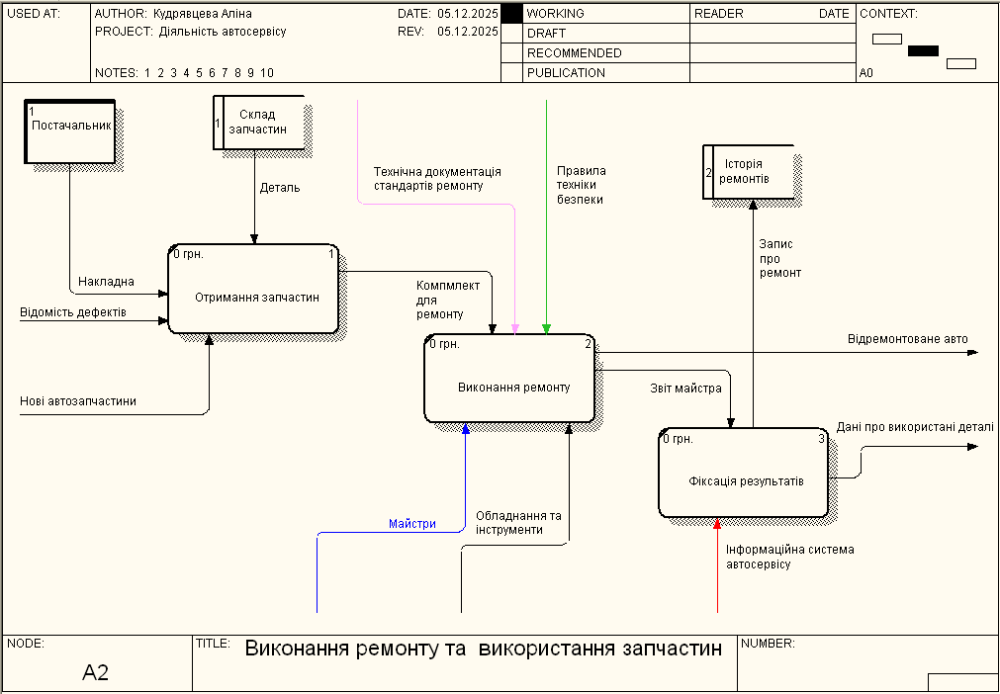 USED AT:
AUTHOR: Кудрявцева Аліна
DATE: 05.12.2025
PROJECT: Діяльність автосервісу
REV: 05.12.2025
NOTES: 1 2 3 4 5 6 7 8 9 10
WORKING
DRAFT
RECOMMENDED
PUBLICATION
READER
DATE
CONTEXT:
A0
1
Постачальник
1
Склад
запчастин
Технічна документація
стандартів ремонту
Правила
техніки
безпеки
2
Історія
ремонтів
Деталь
Запис
про
ремонт
0 грн.
1
Отримання запчастин
Накладна
Відомість дефектів
Компмлект
для
ремонту
0 грн.
2
Виконання ремонту
Відремонтоване авто
Звіт майстра
Нові автозапчастини
0 грн.
3
Фіксація результатів
Дані про використані деталі
Майстри
Обладнання та
інструменти
Інформаційна система
автосервісу
NODE:
A2
TITLE:
Виконання ремонту та використання запчастин
NUMBER: